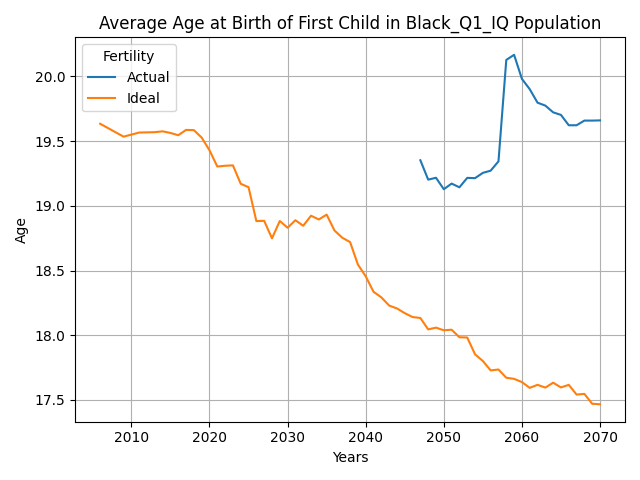 Average Age at Birth of First Child in Black_Q1_IQ Population
Fertility
Actual
Ideal
20.0
19.5
19.0
18.5
18.0
17.5
Age
2010 2020 2030 2040 2050 2060 2070
Years